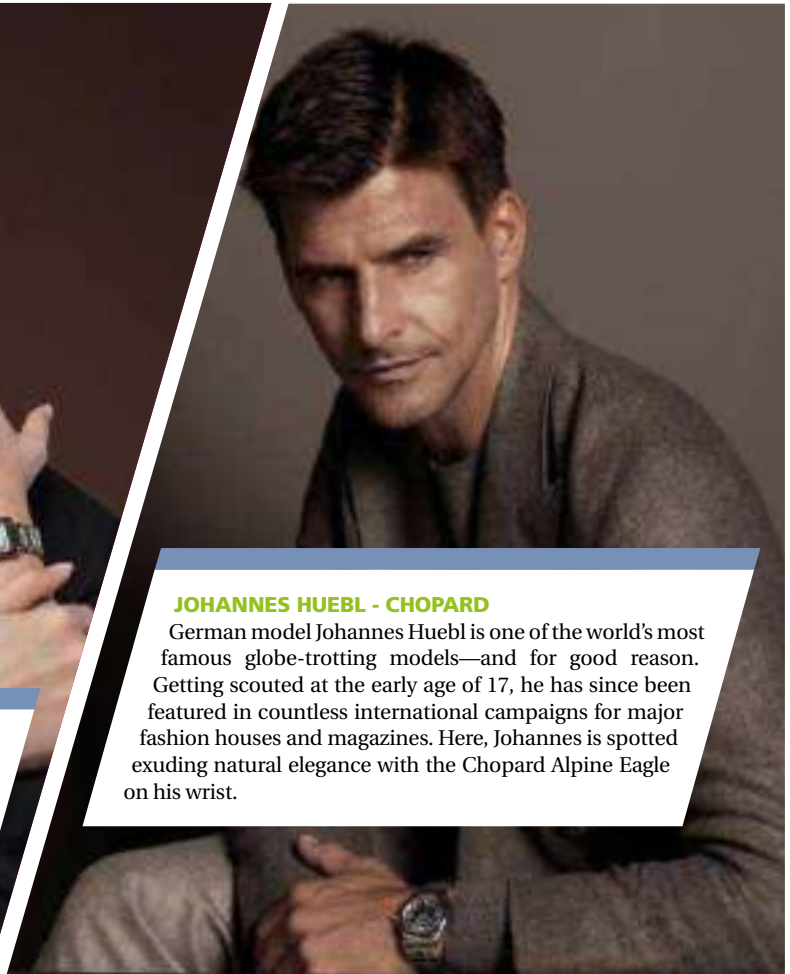 JOHANNES HUEBL - CHOPARD
German model Johannes Huebl is one of the world's most
famous globe-trotting models—and for good reason.
Getting scouted at the early age of 17, he has since been
featured in countless international campaigns for major
fashion houses and magazines. Here, Johannes is spotted
exuding natural elegance with the Chopard Alpine Eagle
on his wrist.